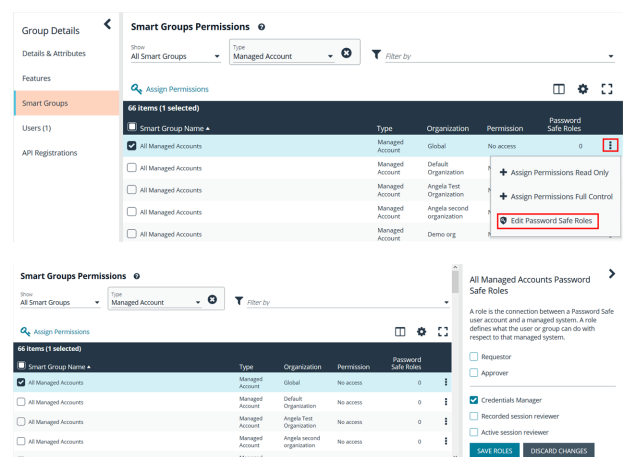 Group Details
Details & Attributes
Features
Smart Groups
Users (1)
API Registrations
Smart Groups Permissions
Show
All Smart Groups
Type
Managed Account
Filter by
Assign Permissions
66 items (1 selected)
Smart Group Name
Type
Organization
Permission
Password
Safe Roles
All Managed Accounts
Managed
Account
Global
No access
0
All Managed Accounts
Managed
Account
Default
Organization
All Managed Accounts
Managed
Account
Angela Test
Organization
All Managed Accounts
Managed
Account
Angela second
organization
All Managed Accounts
Managed
Account
Demo org
Assign Permissions Read Only
Assign Permissions Full Control
Edit Password Safe Roles
Smart Groups Permissions
Show
All Smart Groups
Type
Managed Account
Filter by
Assign Permissions
66 items (1 selected)
Smart Group Name
Type
Organization
Permission
Password
Safe Roles
All Managed Accounts
Managed
Account
Global
No access
0
All Managed Accounts
Managed
Account
Default
Organization
No access
0
All Managed Accounts
Managed
Account
Angela Test
Organization
No access
0
All Managed Accounts
Managed
Account
Angela second
organization
No access
0
All Managed Accounts Password
Safe Roles
A role is the connection between a Password Safe
user account and a managed system. A role
defines what the user or group can do with
respect to that managed system.
Requestor
Approver
Credentials Manager
Recorded session reviewer
Active session reviewer
SAVE ROLES
DISCARD CHANGES